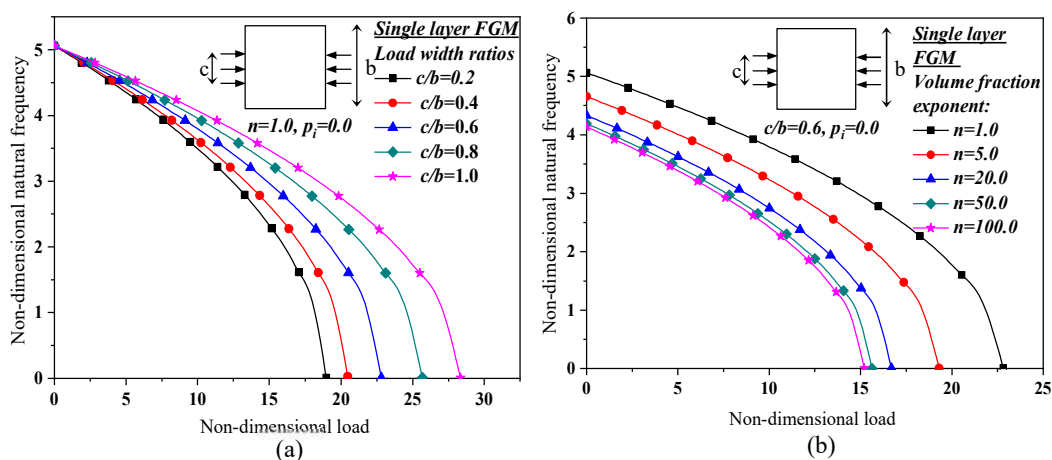 Single layer FGM
Load width ratios
c/b=0.2
c/b=0.4
c/b=0.6
c/b=0.8
c/b=1.0
c
b
n=1.0, p_i=0.0
Non-dimensional natural frequency
6
5
4
3
2
1
0
0 5 10 15 20 25 30
Non-dimensional load
(a)
Single layer
FGM
Volume fraction
exponent:
n=1.0
n=5.0
n=20.0
n=50.0
n=100.0
c
b
c/b=0.6, p_i=0.0
Non-dimensional natural frequency
6
5
4
3
2
1
0
0 5 10 15 20 25
Non-dimensional load
(b)